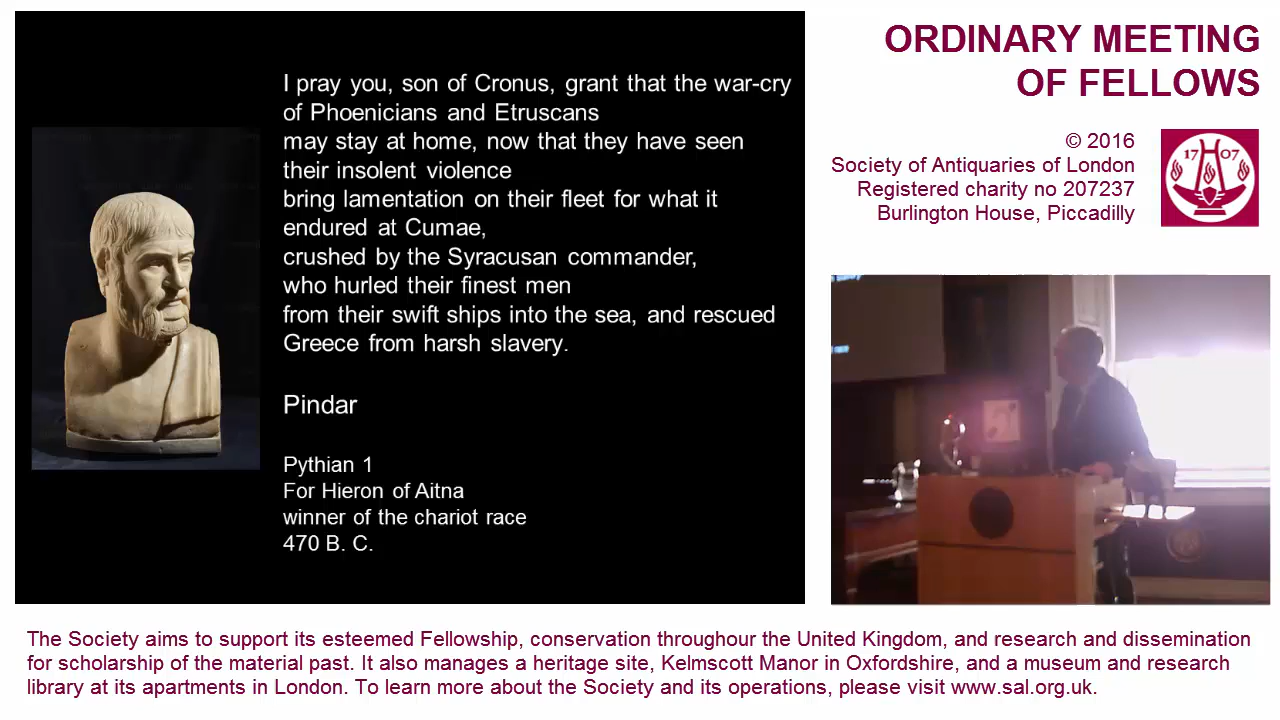 I pray you, son of Cronus, grant that the war-cry
of Phoenicians and Etruscans
may stay at home, now that they have seen
their insolent violence
bring lamentation on their fleet for what it
endured at Cumae,
crushed by the Syracusan commander,
who hurled their finest men
from their swift ships into the sea, and rescued
Greece from harsh slavery.
Pindar
Pythian 1
For Hieron of Aitna
winner of the chariot race
470 B. C.
ORDINARY MEETING
OF FELLOWS
© 2016
Society of Antiquaries of London
Registered charity no 207237
Burlington House, Piccadilly
17 07
The Society aims to support its esteemed Fellowship, conservation throughour the United Kingdom, and research and dissemination
for scholarship of the material past. It also manages a heritage site, Kelmscott Manor in Oxfordshire, and a museum and research
library at its apartments in London. To learn more about the Society and its operations, please visit www.sal.org.uk.